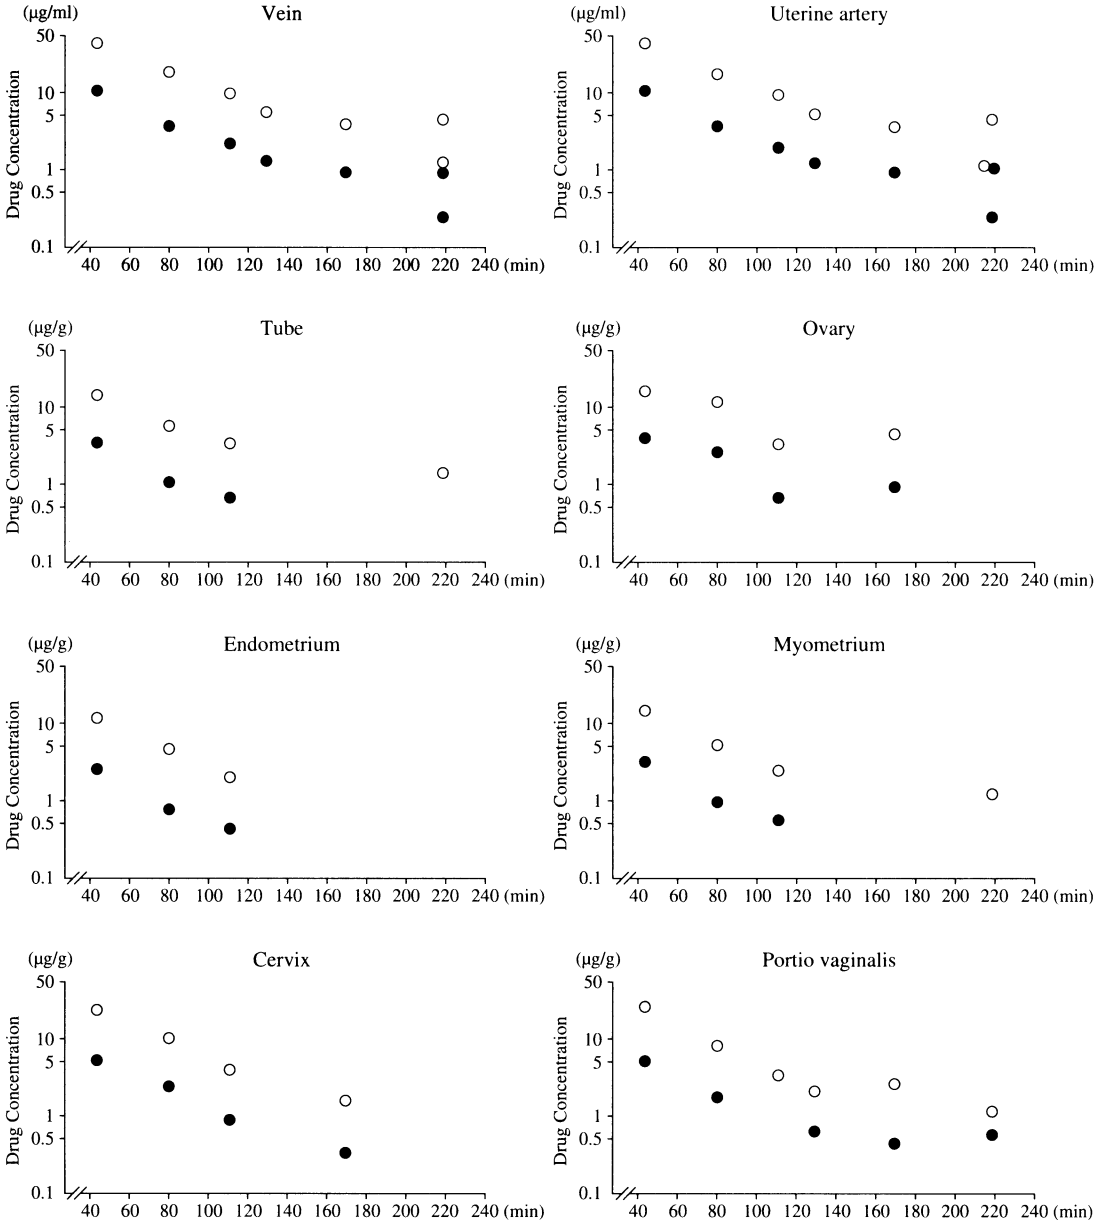 (µg/ml) Vein
50
10
5
1
0.5
0.1
Drug Concentration
40 60 80 100 120 140 160 180 200 220 240 (min)
(µg/ml) Uterine artery
50
10
5
1
0.5
0.1
Drug Concentration
40 60 80 100 120 140 160 180 200 220 240 (min)
(µg/g) Tube
50
10
5
1
0.5
0.1
Drug Concentration
40 60 80 100 120 140 160 180 200 220 240 (min)
(µg/g) Ovary
50
10
5
1
0.5
0.1
Drug Concentration
40 60 80 100 120 140 160 180 200 220 240 (min)
(µg/g) Endometrium
50
10
5
1
0.5
0.1
Drug Concentration
40 60 80 100 120 140 160 180 200 220 240 (min)
(µg/g) Myometrium
50
10
5
1
0.5
0.1
Drug Concentration
40 60 80 100 120 140 160 180 200 220 240 (min)
(µg/g) Cervix
50
10
5
1
0.5
0.1
Drug Concentration
40 60 80 100 120 140 160 180 200 220 240 (min)
(µg/g) Portio vaginalis
50
10
5
1
0.5
0.1
Drug Concentration
40 60 80 100 120 140 160 180 200 220 240 (min)